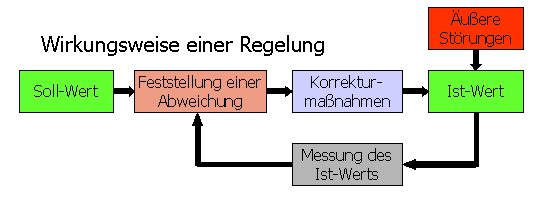 Äußere
Störungen
Wirkungsweise einer Regelung
Soll-Wert
Feststellung einer
Abweichung
Korrektur-
maßnahmen
Ist-Wert
Messung des
Ist-Werts